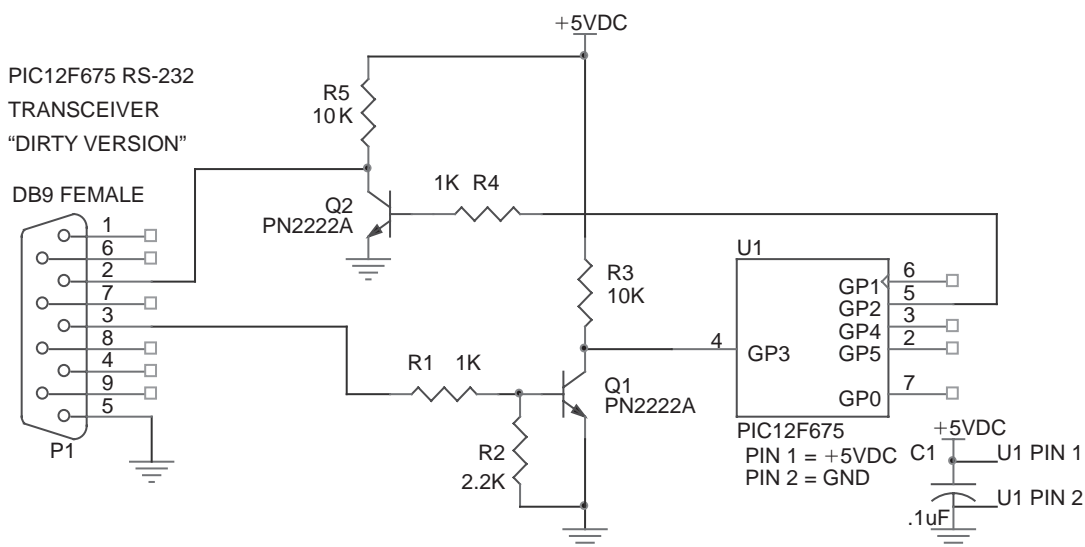 +5VDC
PIC12F675 RS-232
TRANSCEIVER
“DIRTY VERSION”
R5
10K
DB9 FEMALE
1K R4
Q2
PN2222A
1
6
2
7
3
8
4
9
5
P1
R3
10K
U1
GP1
6
GP2
5
GP4
3
GP5
2
GP0
7
4
GP3
R1 1K
Q1
PN2222A
R2
2.2K
PIC12F675
PIN 1 = +5VDC
PIN 2 = GND
+5VDC
C1
U1 PIN 1
U1 PIN 2
.1uF